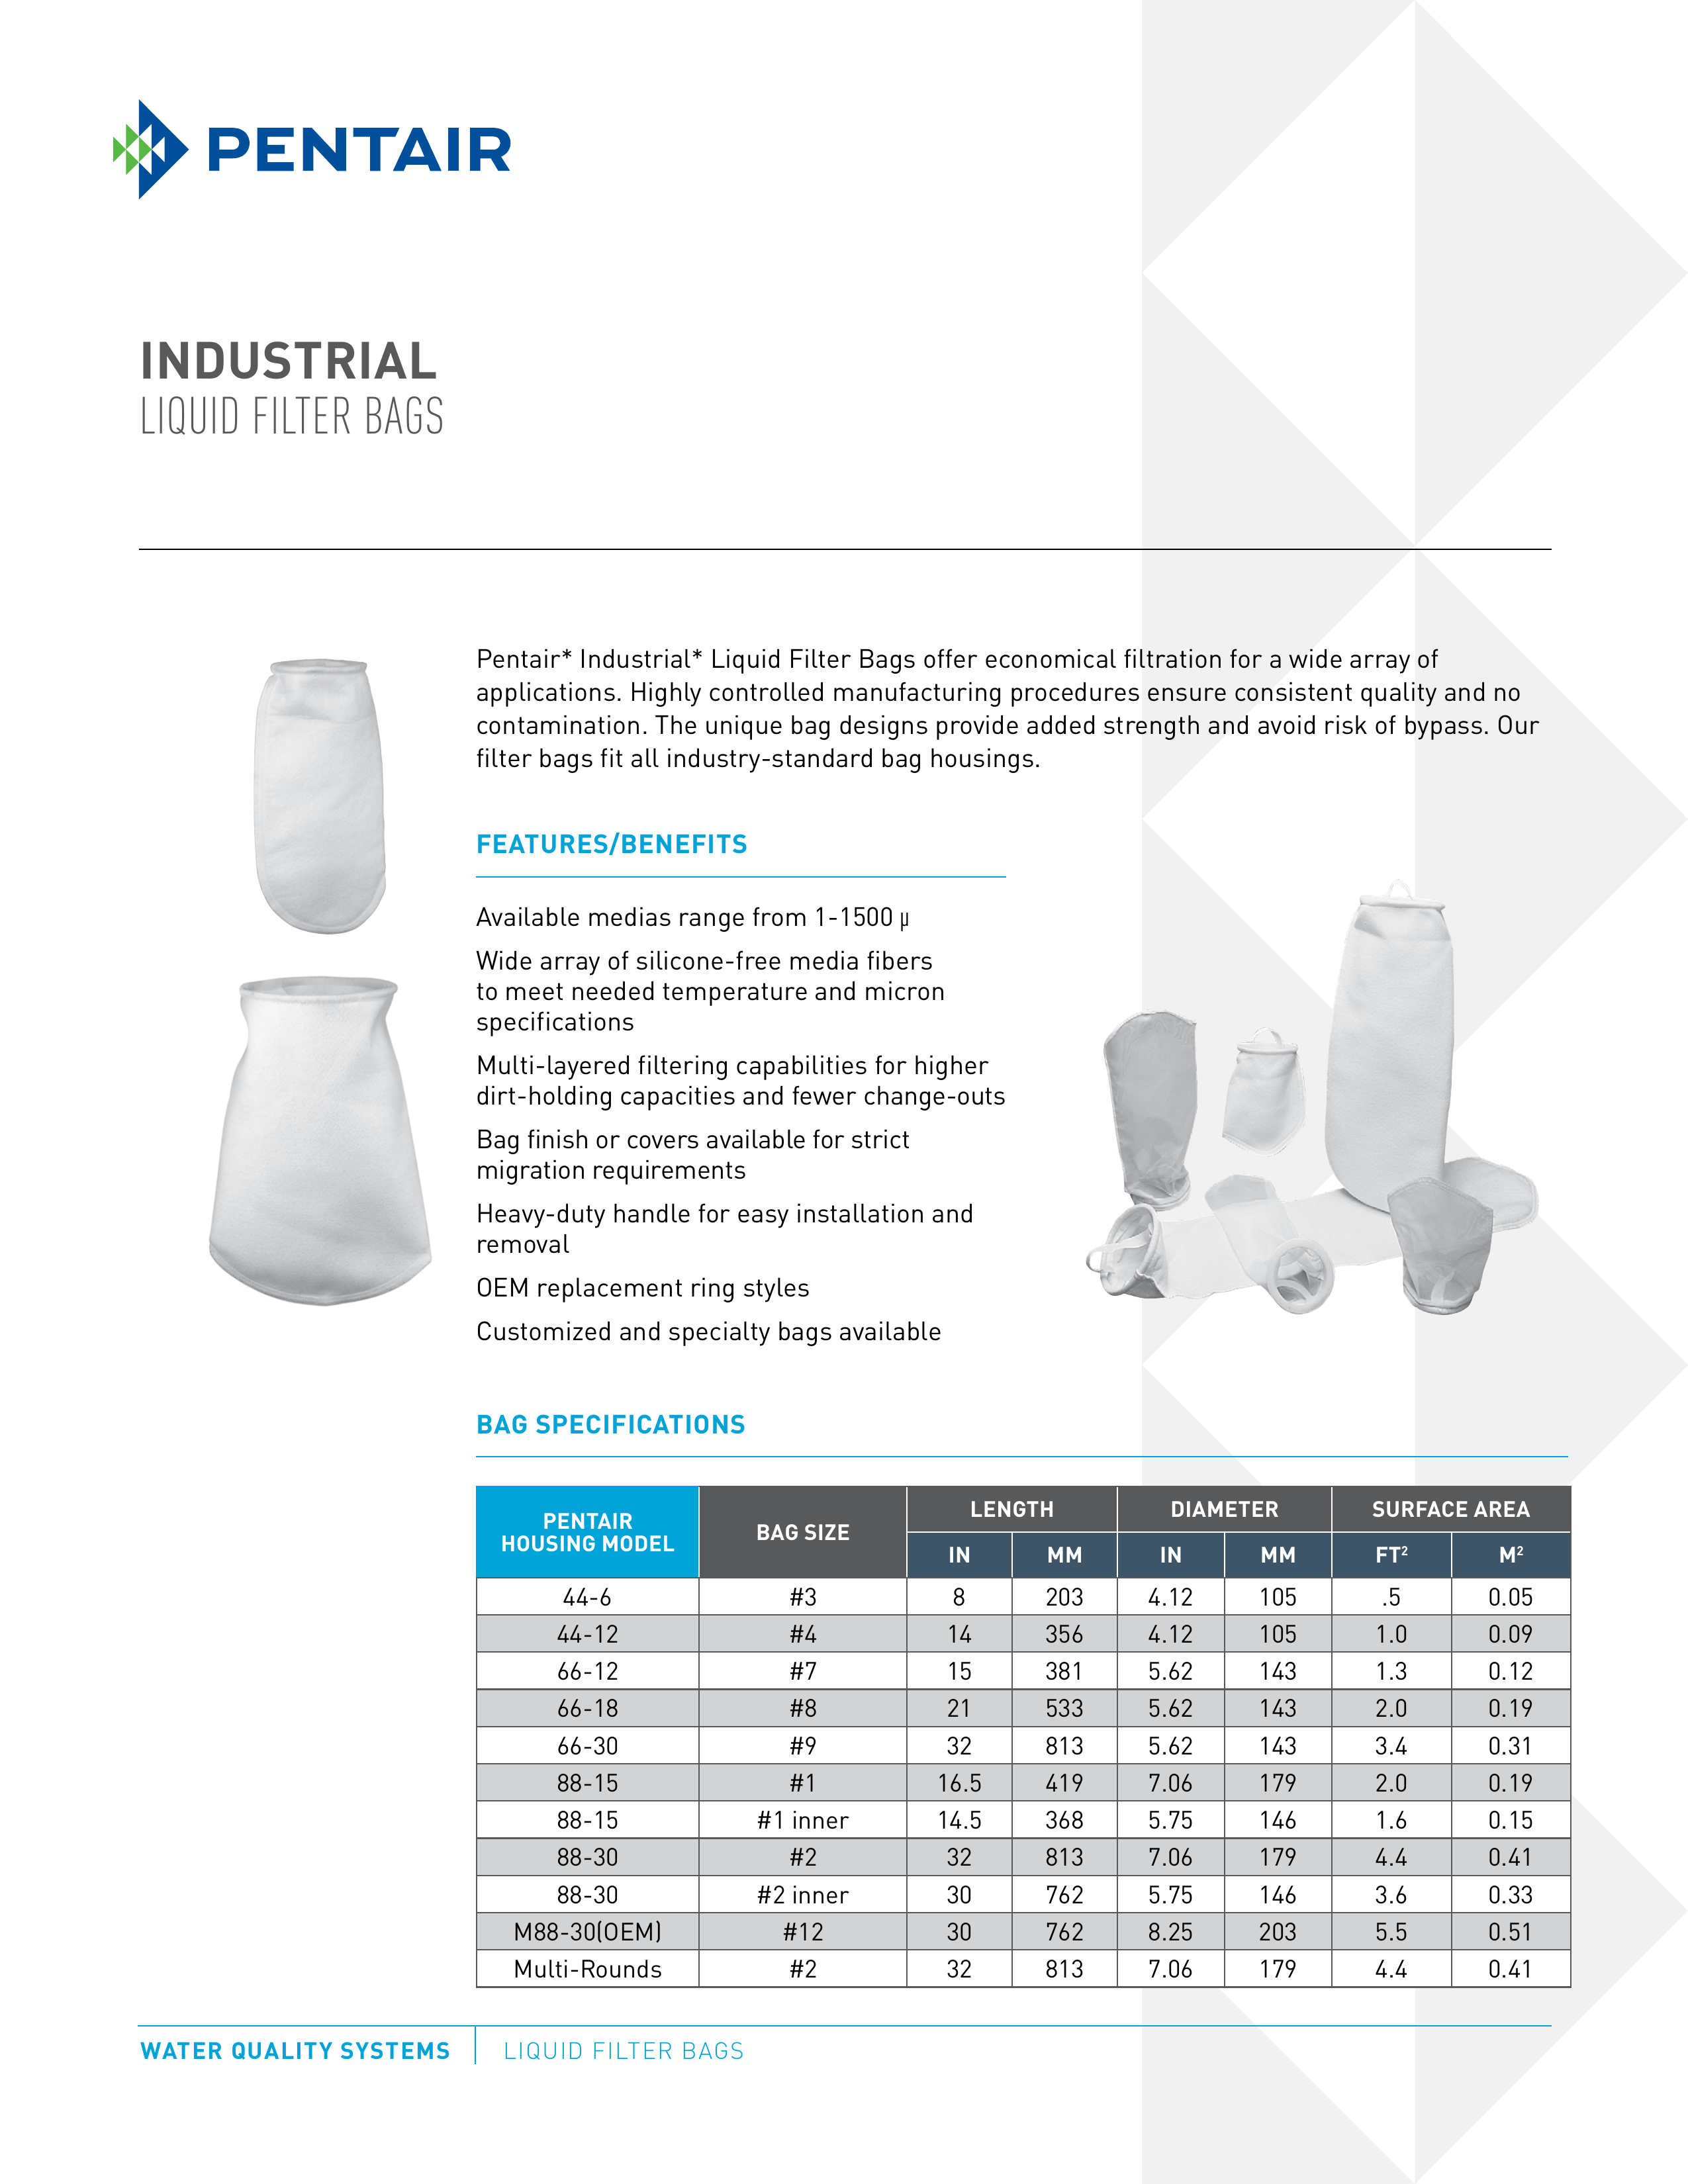 PENTAIR
INDUSTRIAL
LIQUID FILTER BAGS
Pentair* Industrial* Liquid Filter Bags offer economical filtration for a wide array of
applications. Highly controlled manufacturing procedures ensure consistent quality and no
contamination. The unique bag designs provide added strength and avoid risk of bypass. Our
filter bags fit all industry-standard bag housings.
FEATURES/BENEFITS
Available medias range from 1-1500 µ
Wide array of silicone-free media fibers
to meet needed temperature and micron
specifications
Multi-layered filtering capabilities for higher
dirt-holding capacities and fewer change-outs
Bag finish or covers available for strict
migration requirements
Heavy-duty handle for easy installation and
removal
OEM replacement ring styles
Customized and specialty bags available
BAG SPECIFICATIONS
PENTAIR
HOUSING MODEL BAG SIZE LENGTH DIAMETER SURFACE AREA
IN MM IN MM FT² M²
44-6 #3 8 203 4.12 105 .5 0.05
44-12 #4 14 356 4.12 105 1.0 0.09
66-12 #7 15 381 5.62 143 1.3 0.12
66-18 #8 21 533 5.62 143 2.0 0.19
66-30 #9 32 813 5.62 143 3.4 0.31
88-15 #1 16.5 419 7.06 179 2.0 0.19
88-15 #1 inner 14.5 368 5.75 146 1.6 0.15
88-30 #2 32 813 7.06 179 4.4 0.41
88-30 #2 inner 30 762 5.75 146 3.6 0.33
M88-30(OEM) #12 30 762 8.25 203 5.5 0.51
Multi-Rounds #2 32 813 7.06 179 4.4 0.41
WATER QUALITY SYSTEMS LIQUID FILTER BAGS